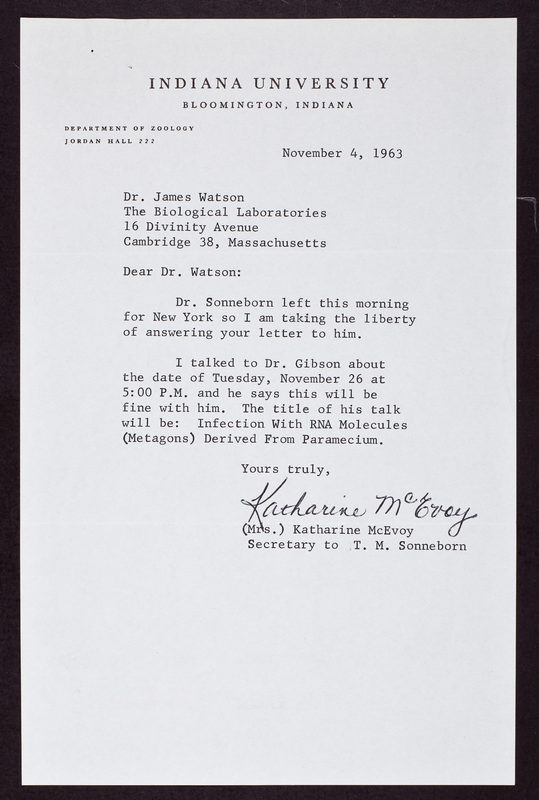 INDIANA UNIVERSITY
BLOOMINGTON, INDIANA
DEPARTMENT OF ZOOLOGY
JORDAN HALL 222
November 4, 1963
Dr. James Watson
The Biological Laboratories
16 Divinity Avenue
Cambridge 38, Massachusetts
Dear Dr. Watson:
Dr. Sonneborn left this morning
for New York so I am taking the liberty
of answering your letter to him.
I talked to Dr. Gibson about
the date of Tuesday, November 26 at
5:00 P.M. and he says this will be
fine with him. The title of his talk
will be: Infection With RNA Molecules
(Metagons) Derived From Paramecium.
Yours truly,
Katharine McEvoy
(Mrs.) Katharine McEvoy
Secretary to T. M. Sonneborn